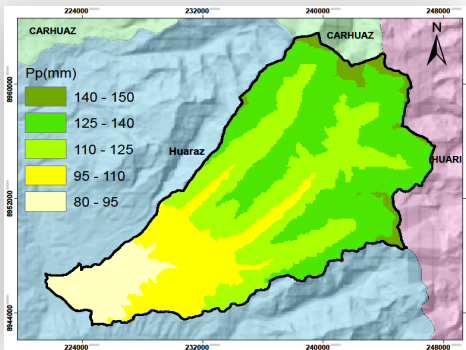 224000 232000 240000 248000
CARHUAZ
CARHUAZ
N
Pp(mm)
140 - 150
125 - 140
110 - 125
95 - 110
80 - 95
Huaraz
HUARI
8960000
8952000
8944000
224000 232000 240000 248000